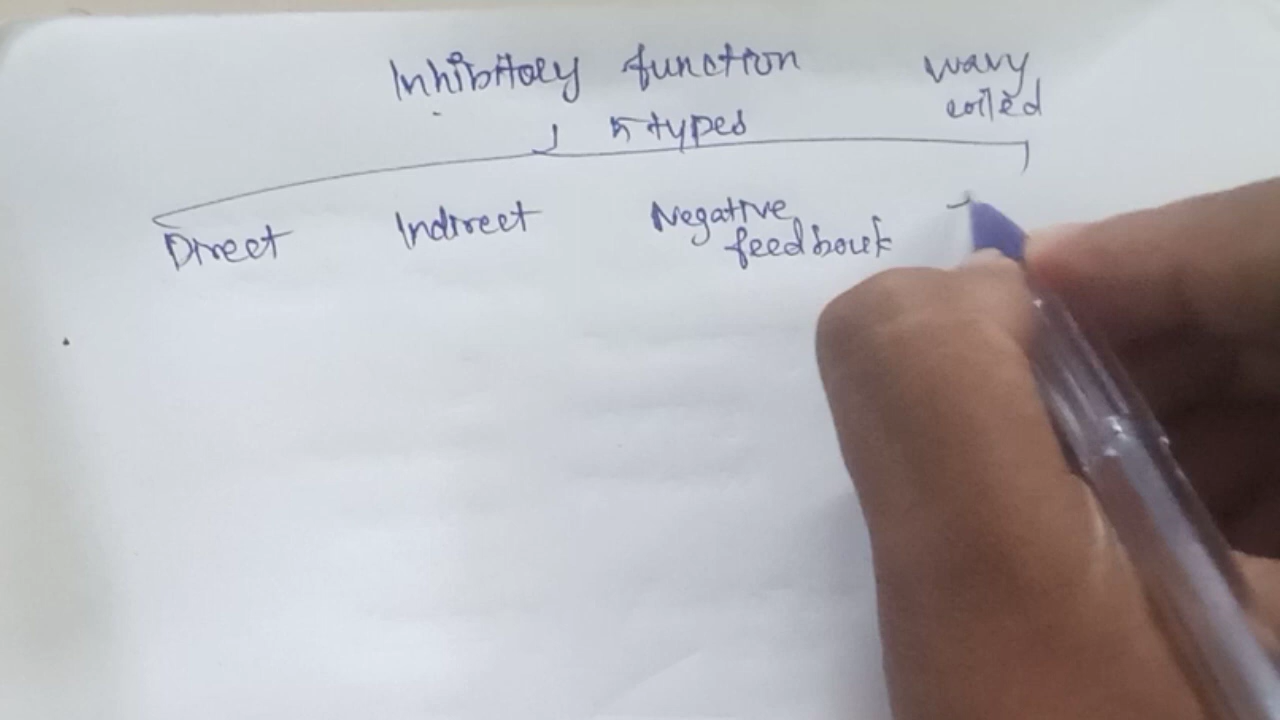 Inhibitory function
wavy
coiled
5 types
Direct
Indirect
Negative
feedback